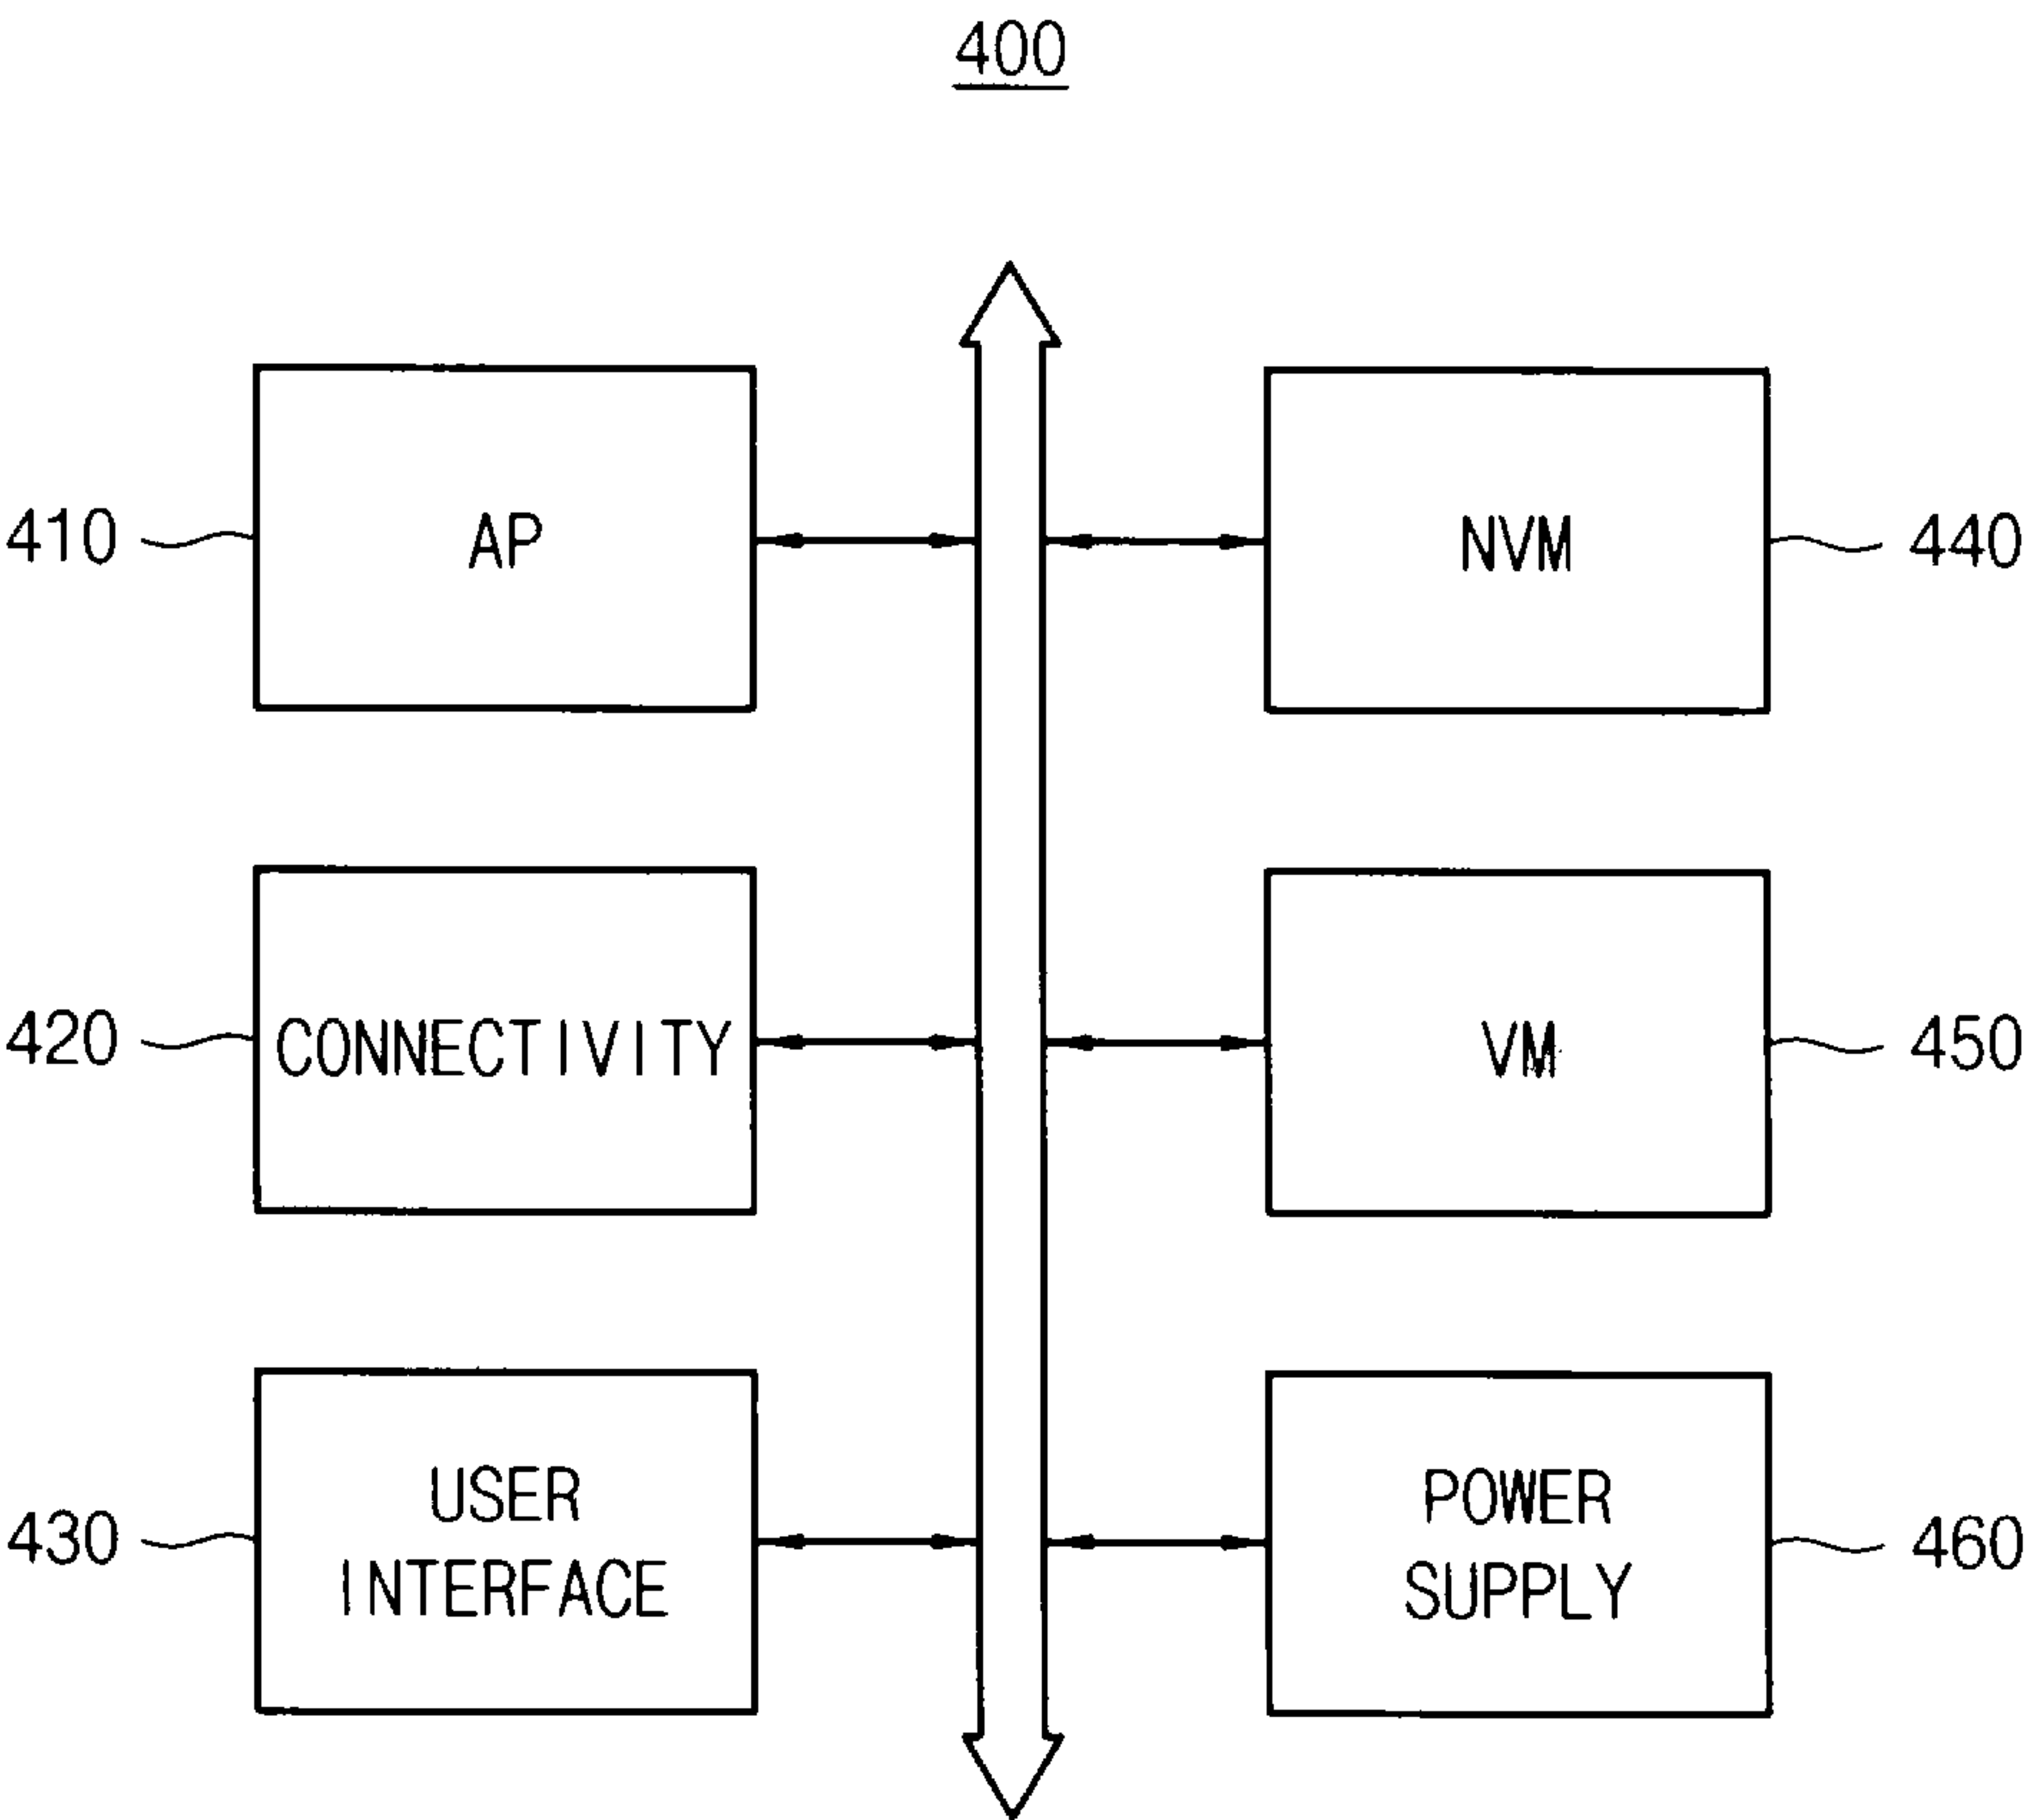 400
410
AP
NVM
440
420
CONNECTIVITY
VM
450
430
USER
INTERFACE
POWER
SUPPLY
460